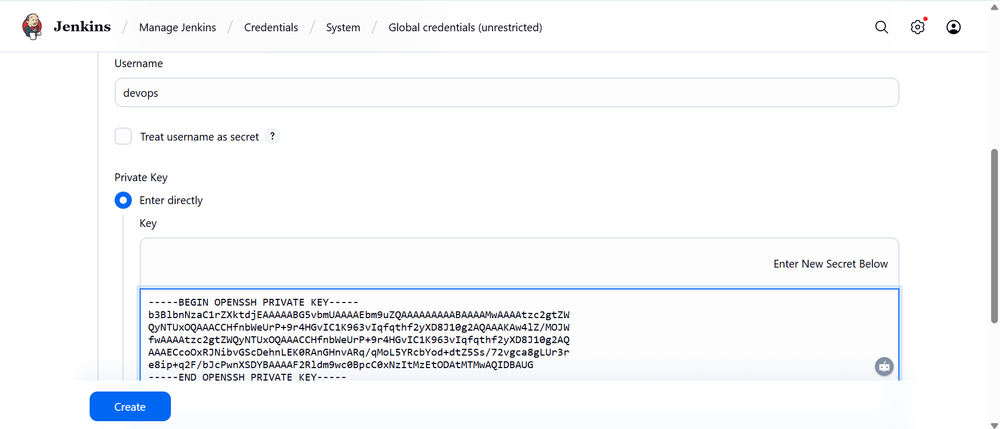 Jenkins / Manage Jenkins / Credentials / System / Global credentials (unrestricted)
Username
devops
Treat username as secret ?
Private Key
Enter directly
Key
Enter New Secret Below
-----BEGIN OPENSSH PRIVATE KEY-----
b3BlbnNzaC1rZXktdjEAAAAABG5vbmUAAAAEbm9uZQAAAAAAAAABAAAAMwAAAAtzc2gtZW
QyNTUxOQAAACCHfnbWeUrP+9r4HGvIC1K963vIqfqthf2yXD8J10g2AQAAAKAw4lZ/MOJW
fwAAAAtzc2gtZWQyNTUxOQAAACCHfnbWeUrP+9r4HGvIC1K963vIqfqthf2yXD8J10g2AQ
AAAECcoOxRJNibvGScDehnLEK0RAnGHnvARq/qMoL5YRcbYod+dtZ5Ss/72vgca8gLUr3r
e8ip+q2F/bJcPwnXSDYBAAAAF2Rldm9wc0BpcC0xNzItMzEtODAtMTMwAQIDBAUG
-----END OPENSSH PRIVATE KEY-----
Create